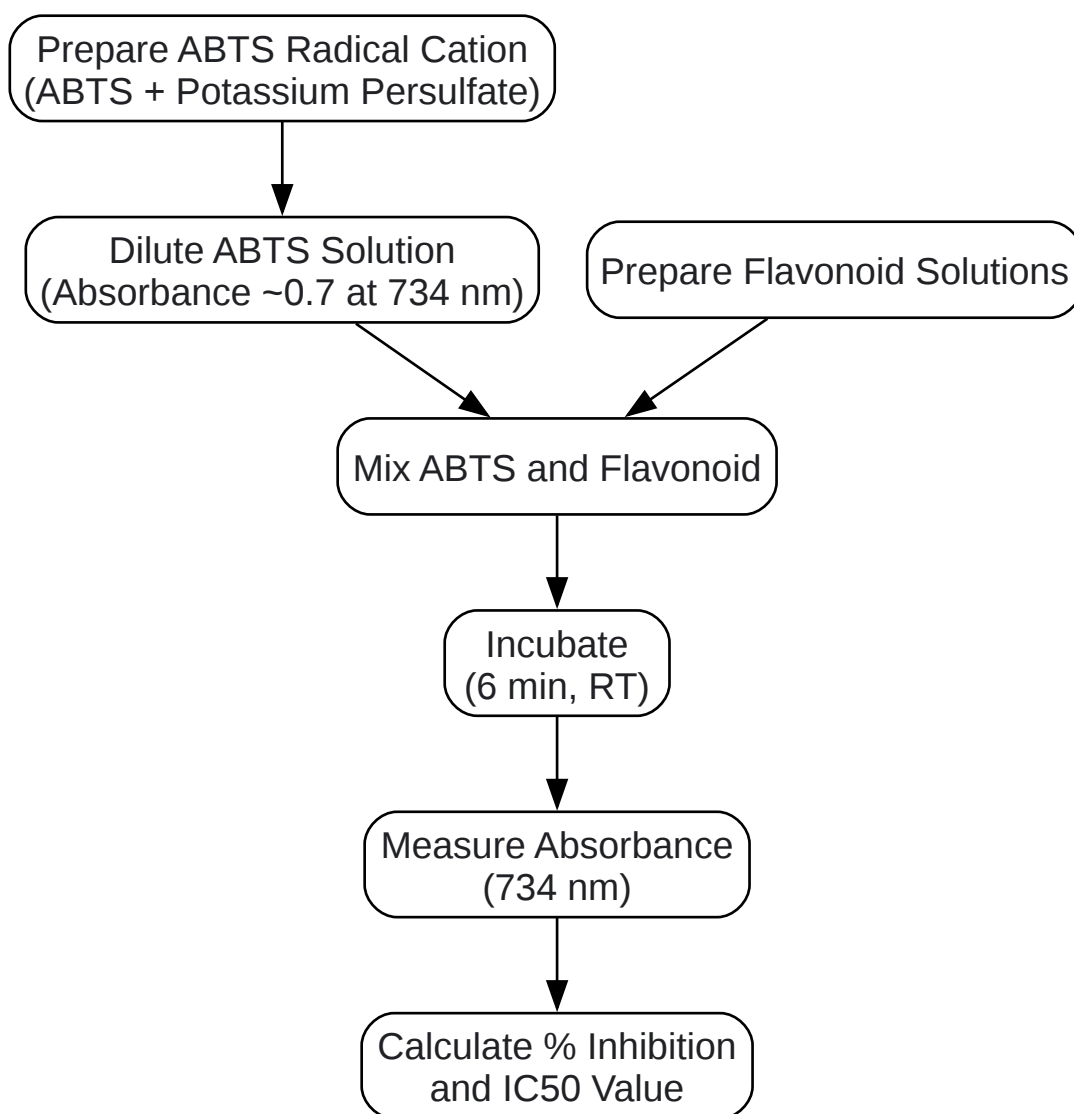 Prepare ABTS Radical Cation
(ABTS + Potassium Persulfate)
Dilute ABTS Solution
(Absorbance ~0.7 at 734 nm)
Prepare Flavonoid Solutions
Mix ABTS and Flavonoid
Incubate
(6 min, RT)
Measure Absorbance
(734 nm)
Calculate % Inhibition
and IC50 Value